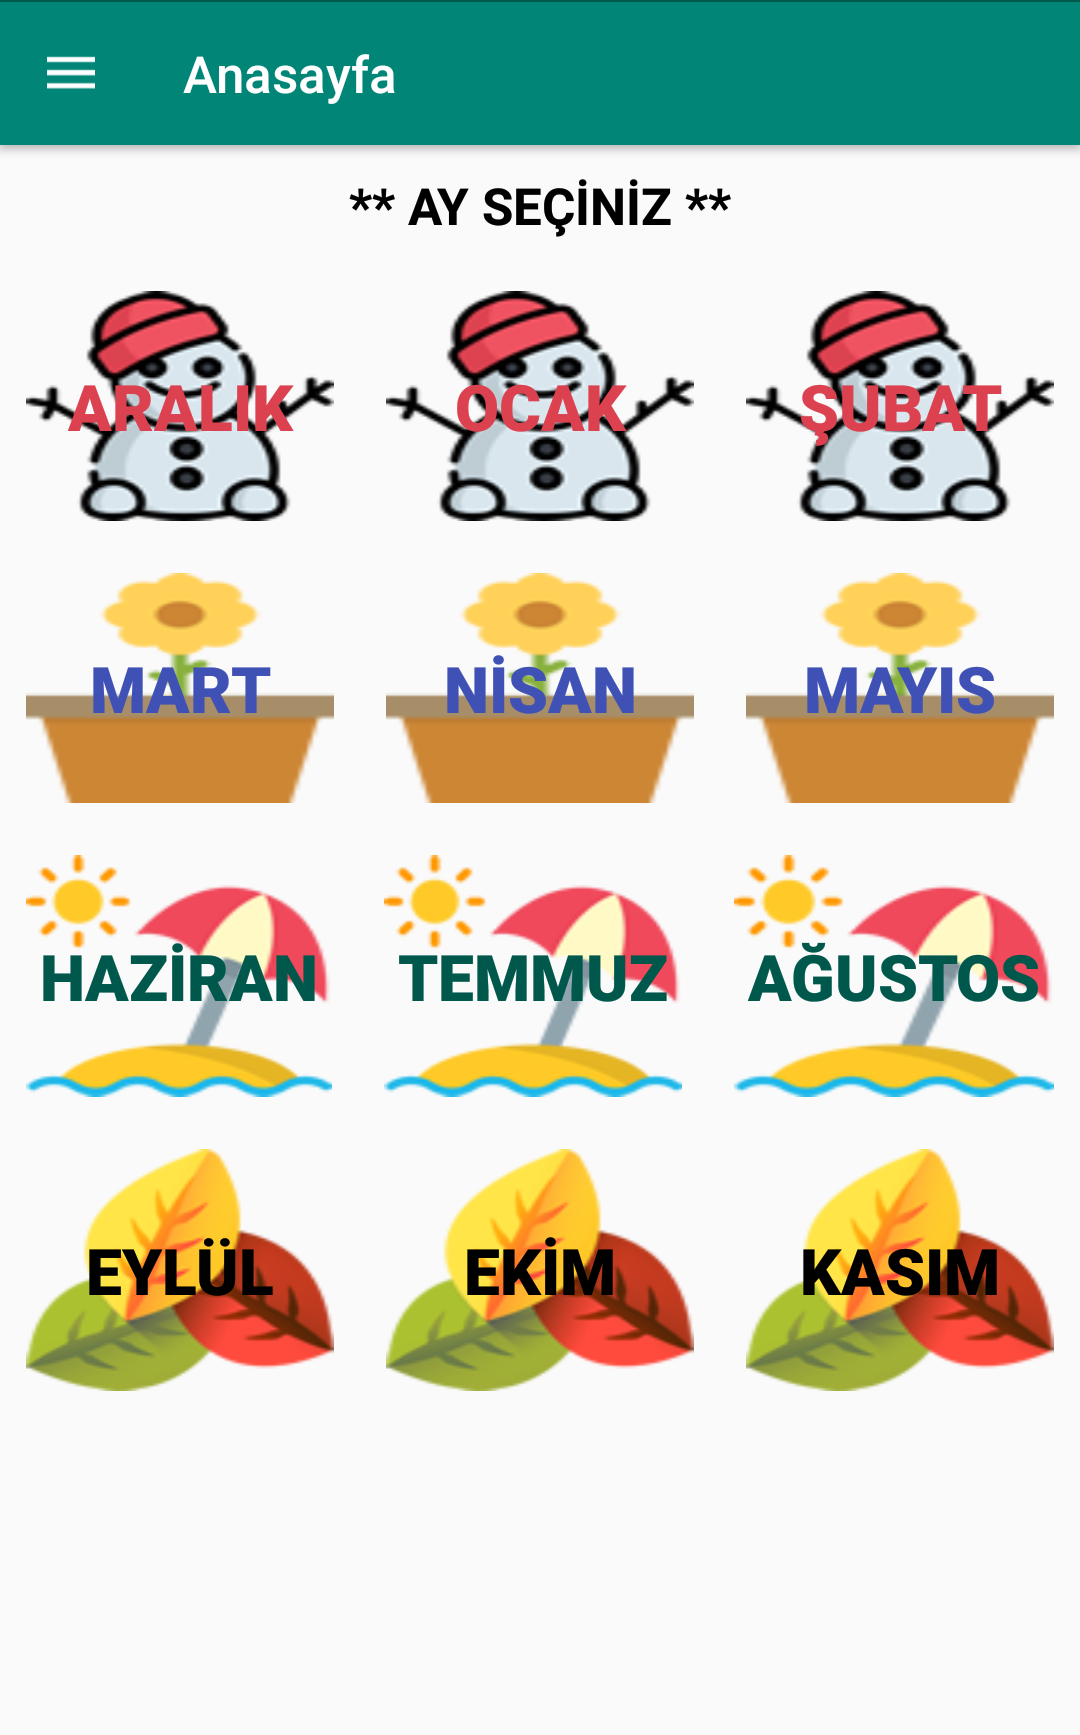 Anasayfa
** AY SEÇİNİZ **
ARALIK OCAK ŞUBAT
MART NİSAN MAYIS
HAZİRAN TEMMUZ AĞUSTOS
EYLÜL EKİM KASIM